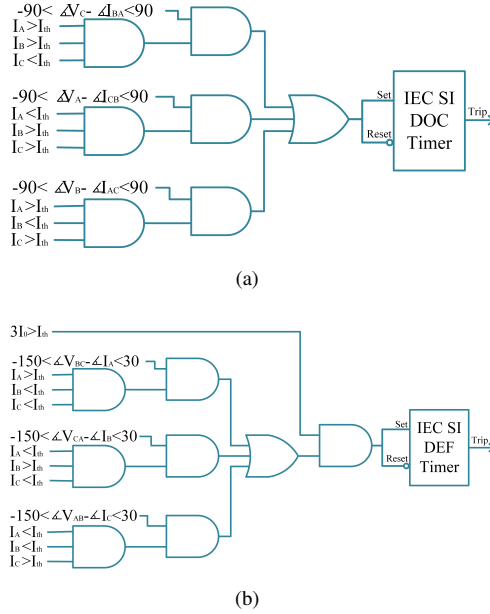 -90< ∡V_C- ∡I_BA<90
I_A>I_th
I_B>I_th
I_C<I_th
-90< ∡V_A- ∡I_CB<90
I_A<I_th
I_B>I_th
I_C>I_th
-90< ∡V_B- ∡I_AC<90
I_A>I_th
I_B<I_th
I_C>I_th
Set
Reset
IEC SI
DOC
Timer
Trip
(a)
3I_0>I_th
-150<∡V_BC-∡I_A<30
I_A>I_th
I_B<I_th
I_C<I_th
-150<∡V_CA-∡I_B<30
I_A<I_th
I_B>I_th
I_C<I_th
-150<∡V_AB-∡I_C<30
I_A<I_th
I_B<I_th
I_C>I_th
Set
Reset
IEC SI
DEF
Timer
Trip
(b)